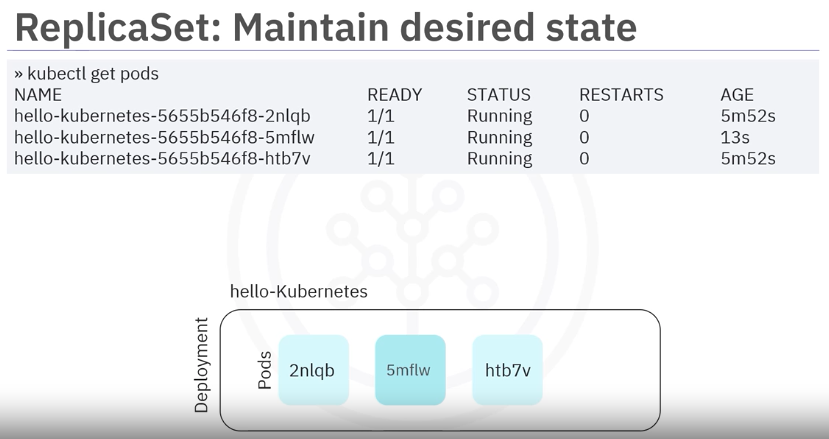 ReplicaSet: Maintain desired state
» kubectl get pods
NAME READY STATUS RESTARTS AGE
hello-kubernetes-5655b546f8-2nlqb 1/1 Running 0 5m52s
hello-kubernetes-5655b546f8-5mflw 1/1 Running 0 13s
hello-kubernetes-5655b546f8-htb7v 1/1 Running 0 5m52s
hello-Kubernetes
Deployment
Pods
2nlqb 5mflw htb7v